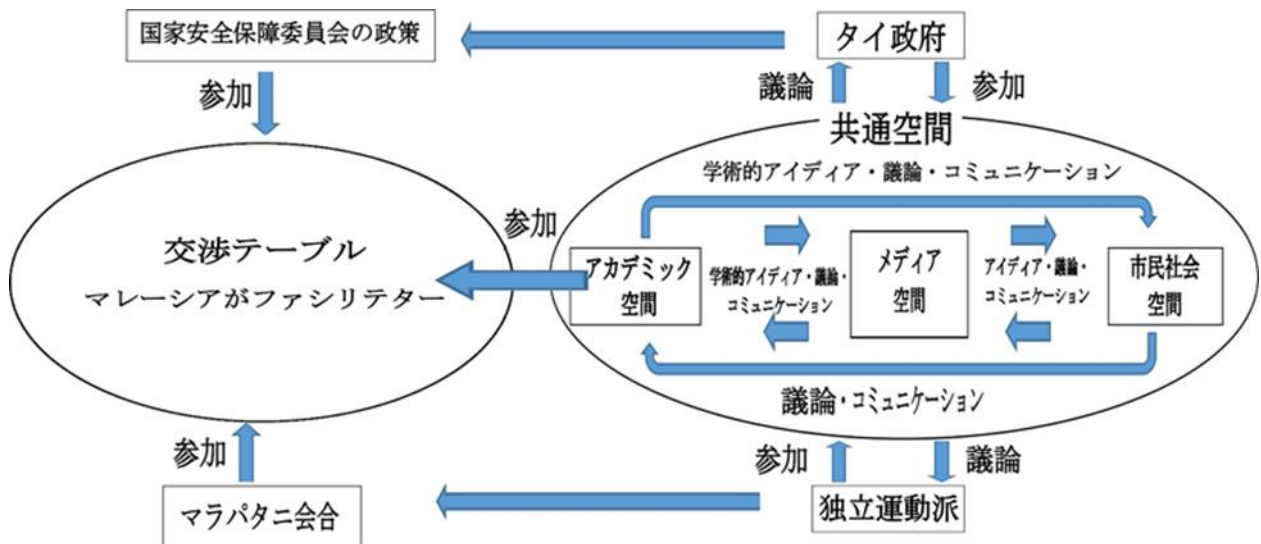 国家安全保障委員会の政策
タイ政府
参加
議論
参加
共通空間
学術的アイディア・議論・コミュニケーション
参加
交渉テーブル
マレーシアがファシリテター
アカデミック
空間
学術的アイディア・議論・
コミュニケーション
メディア
空間
アイディア・議論・
コミュニケーション
市民社会
空間
議論・コミュニケーション
参加
参加
議論
マラパタニ会合
独立運動派